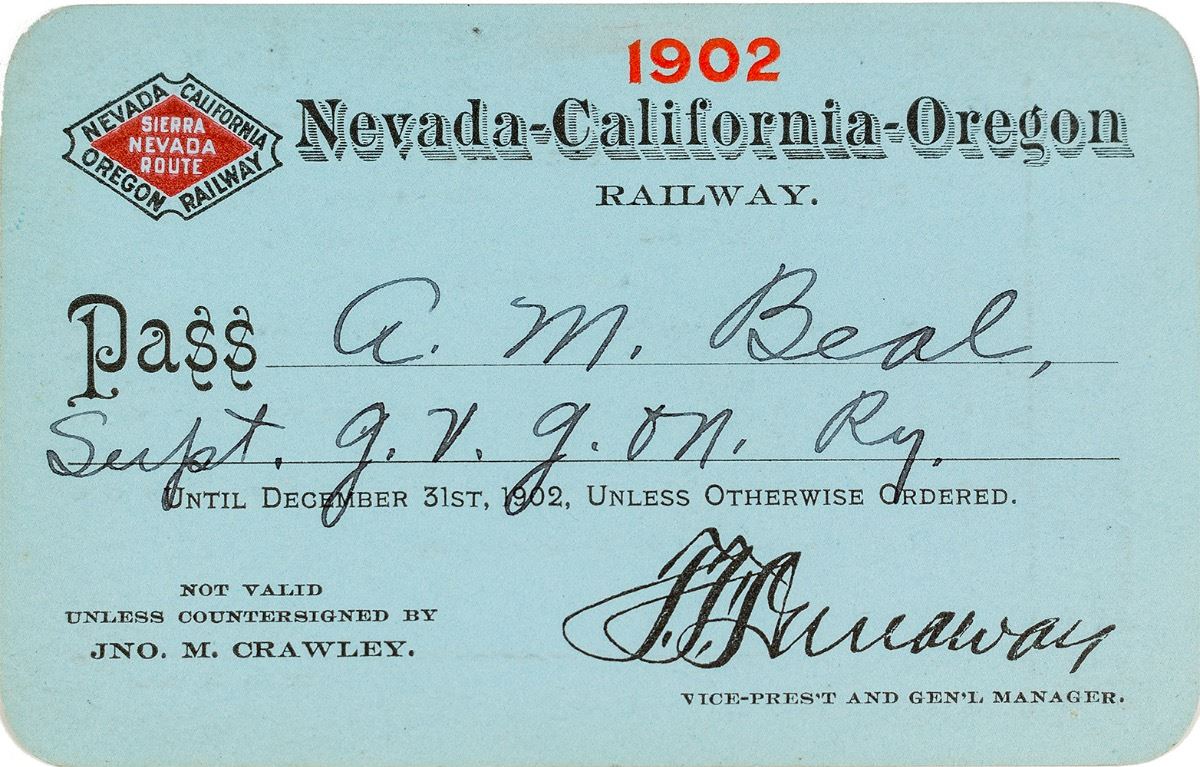 1902
NEVADA CALIFORNIA
SIERRA
NEVADA
ROUTE
OREGON RAILWAY
Nevada-California-Oregon
RAILWAY.
Pass A. M. Beal,
Supt. G. V. G. & N. Ry.
UNTIL DECEMBER 31ST, 1902, UNLESS OTHERWISE ORDERED.
NOT VALID
UNLESS COUNTERSIGNED BY
JNO. M. CRAWLEY.
T. F. Dunaway
VICE-PRES'T AND GEN'L MANAGER.